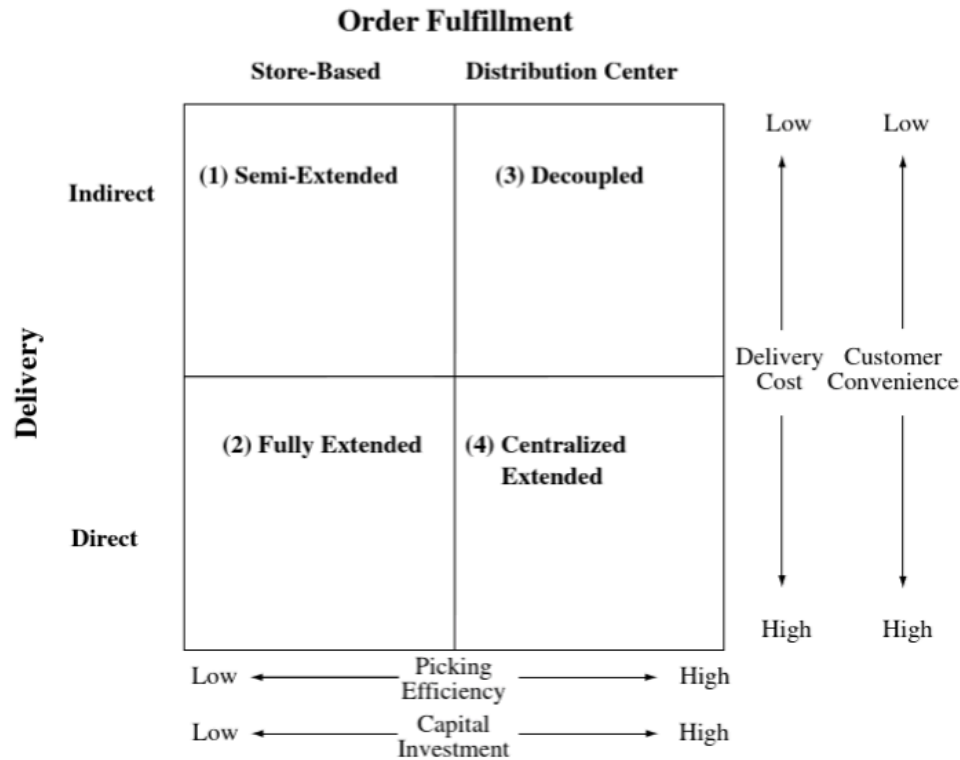 Order Fulfillment
Store-Based Distribution Center
Low Low
(1) Semi-Extended (3) Decoupled
Indirect
Delivery
Delivery Customer
Cost Convenience
(2) Fully Extended (4) Centralized
Extended
Direct
High High
Low Picking High
Efficiency
Low Capital High
Investment